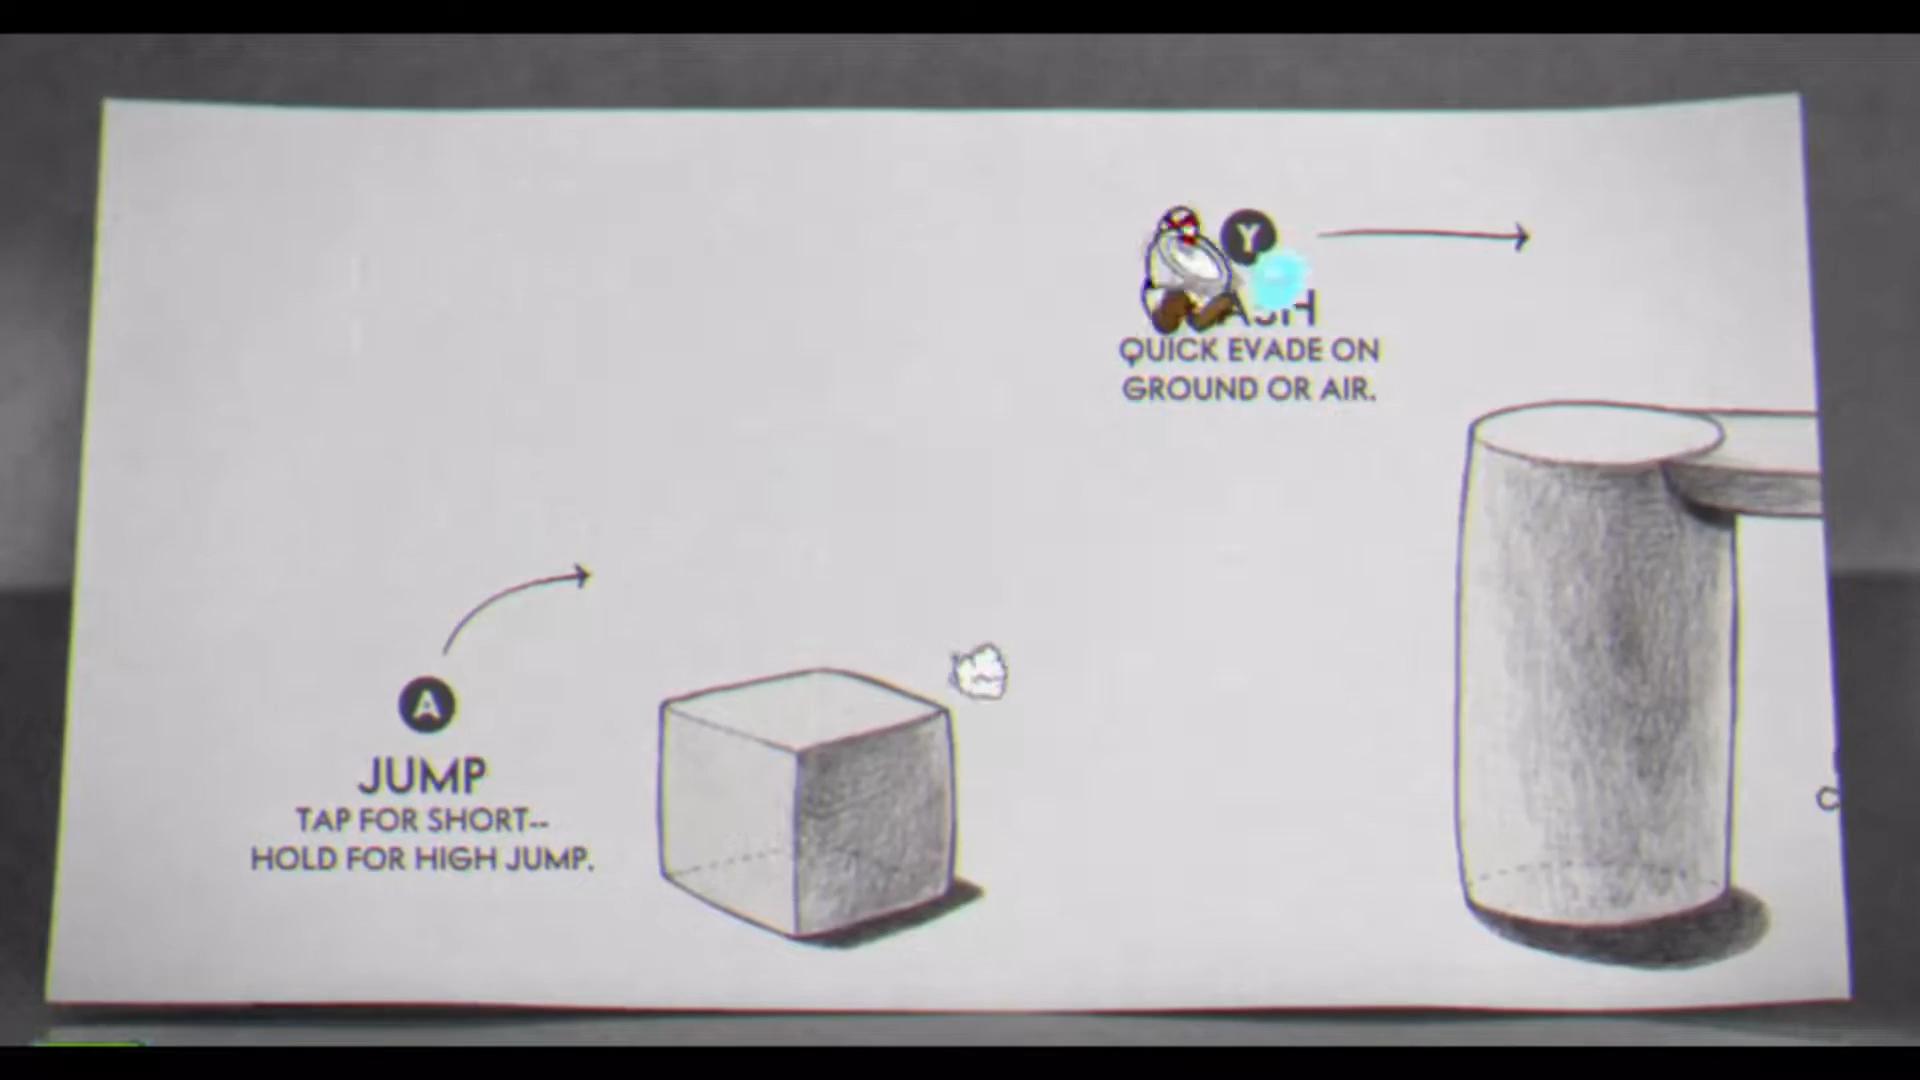 Y
QUICK EVADE ON
GROUND OR AIR.
A
JUMP
TAP FOR SHORT--
HOLD FOR HIGH JUMP.